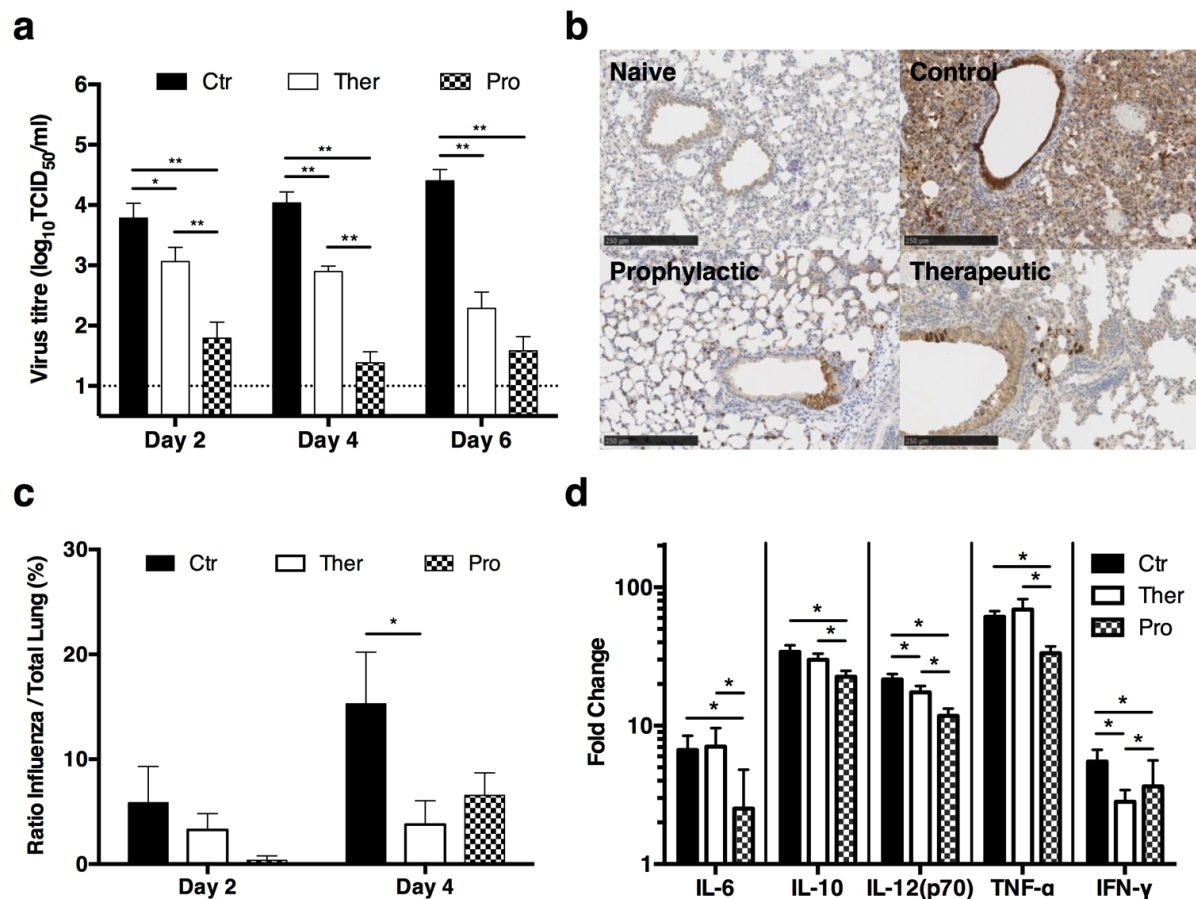 a
Ctr Ther Pro
Virus titre (log10TCID50/ml)
6
5
4
3
2
1
** ** **
* ** **
** **
Day 2 Day 4 Day 6
b
Naive Control
250 µm 250 µm
Prophylactic Therapeutic
250 µm 250 µm
c
Ctr Ther Pro
Ratio Influenza / Total Lung (%)
30
20
10
0
*
Day 2 Day 4
d
Ctr
Ther
Pro
Fold Change
100
10
1
* *
* *
* * * *
* *
IL-6 IL-10 IL-12(p70) TNF-α IFN-γ